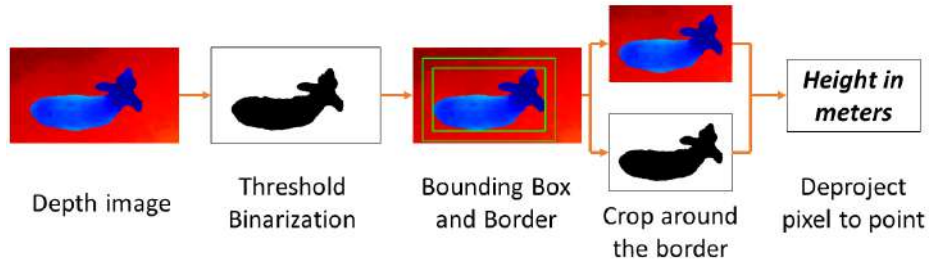 Height in
meters
Depth image
Threshold
Binarization
Bounding Box
and Border
Crop around
the border
Deproject
pixel to point